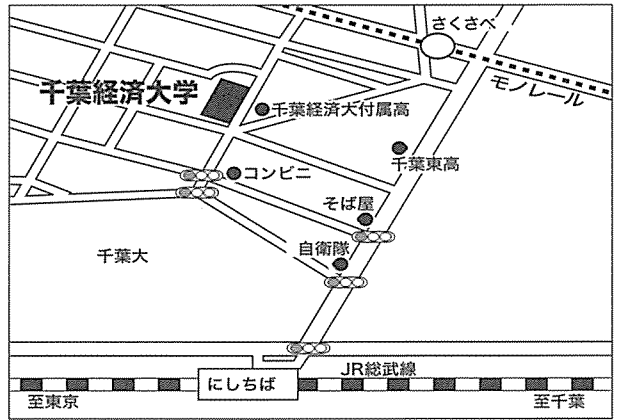 さくさべ
モノレール
千葉経済大学
千葉経済大付属高
千葉東高
コンビニ
そば屋
千葉大
自衛隊
JR総武線
にしちば
至東京
至千葉